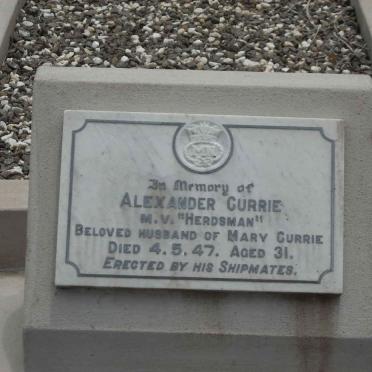 MN
In Memory of
ALEXANDER CURRIE
M.V. "HERDSMAN"
BELOVED HUSBAND OF MARY CURRIE
DIED 4.5.47. AGED 31.
ERECTED BY HIS SHIPMATES.